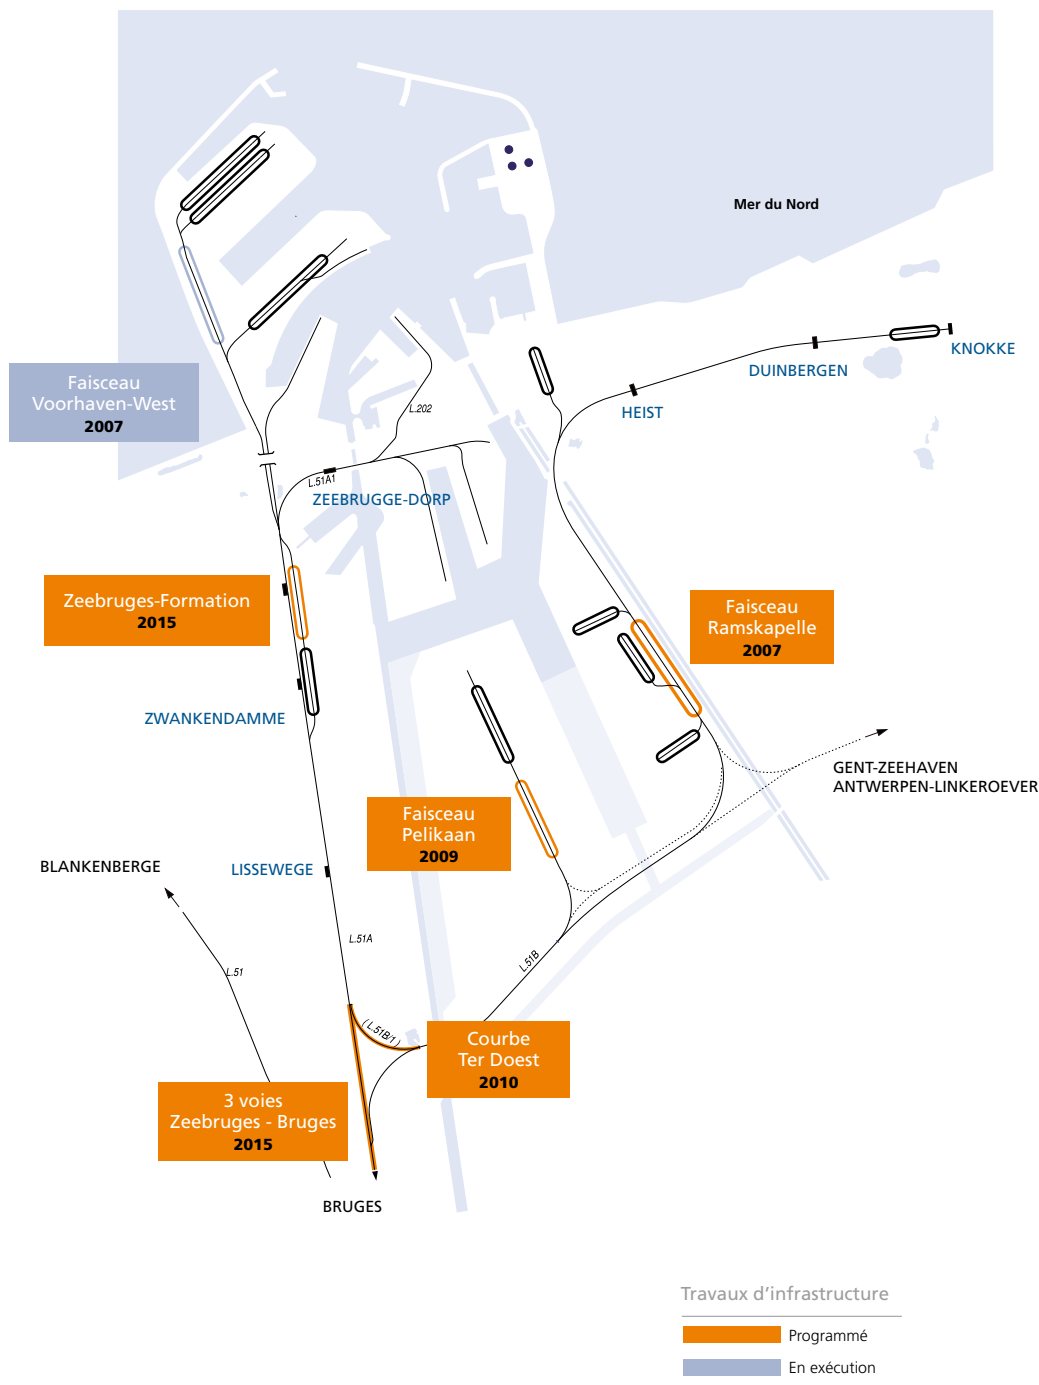 Mer du Nord
KNOKKE
DUINBERGEN
HEIST
Faisceau
Voorhaven-West
2007
L.202
L.51A1
ZEEBRUGGE-DORP
Zeebruges-Formation
2015
Faisceau
Ramskapelle
2007
ZWANKENDAMME
GENT-ZEEHAVEN
ANTWERPEN-LINKEROEVER
Faisceau
Pelikaan
2009
BLANKENBERGE
LISSEWEGE
L.51A
L.51
L.51B
(L.51B/1)
Courbe
Ter Doest
2010
3 voies
Zeebruges - Bruges
2015
BRUGES
Travaux d’infrastructure
Programmé
En exécution